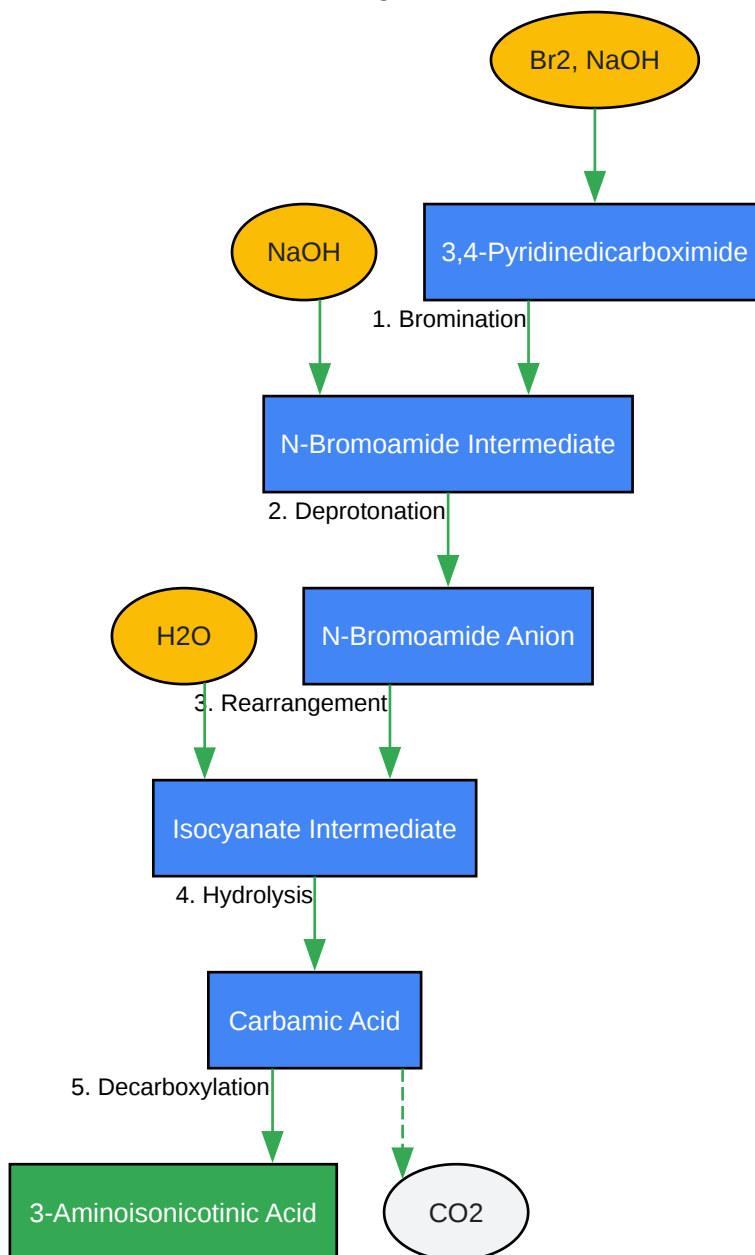 Br2, NaOH
NaOH
3,4-Pyridinedicarboximide
1. Bromination
N-Bromoamide Intermediate
2. Deprotonation
H2O
N-Bromoamide Anion
3. Rearrangement
Isocyanate Intermediate
4. Hydrolysis
Carbamic Acid
5. Decarboxylation
3-Aminoisonicotinic Acid
CO2